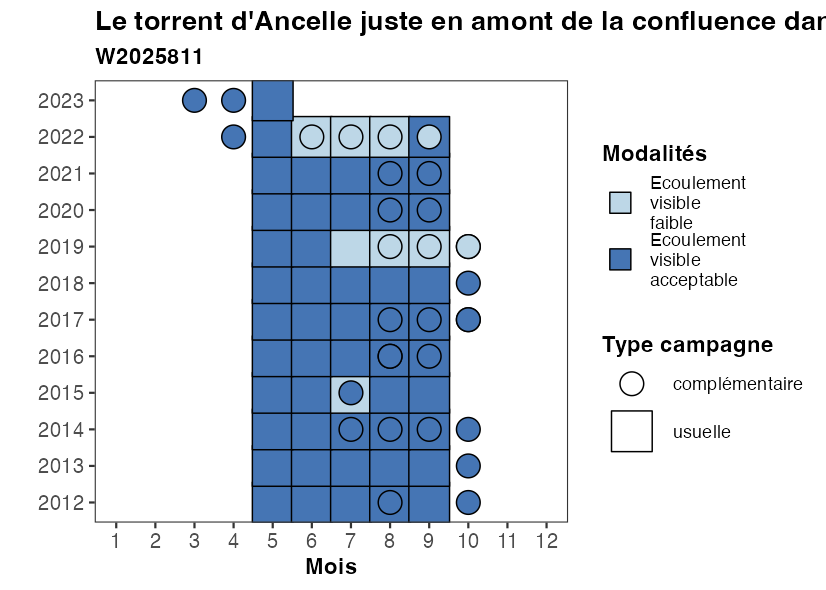 Le torrent d'Ancelle juste en amont de la confluence dan
W2025811
2023
2022
2021
2020
2019
2018
2017
2016
2015
2014
2013
2012
1 2 3 4 5 6 7 8 9 10 11 12
Mois
Modalités
Ecoulement
visible
faible
Ecoulement
visible
acceptable
Type campagne
complémentaire
usuelle